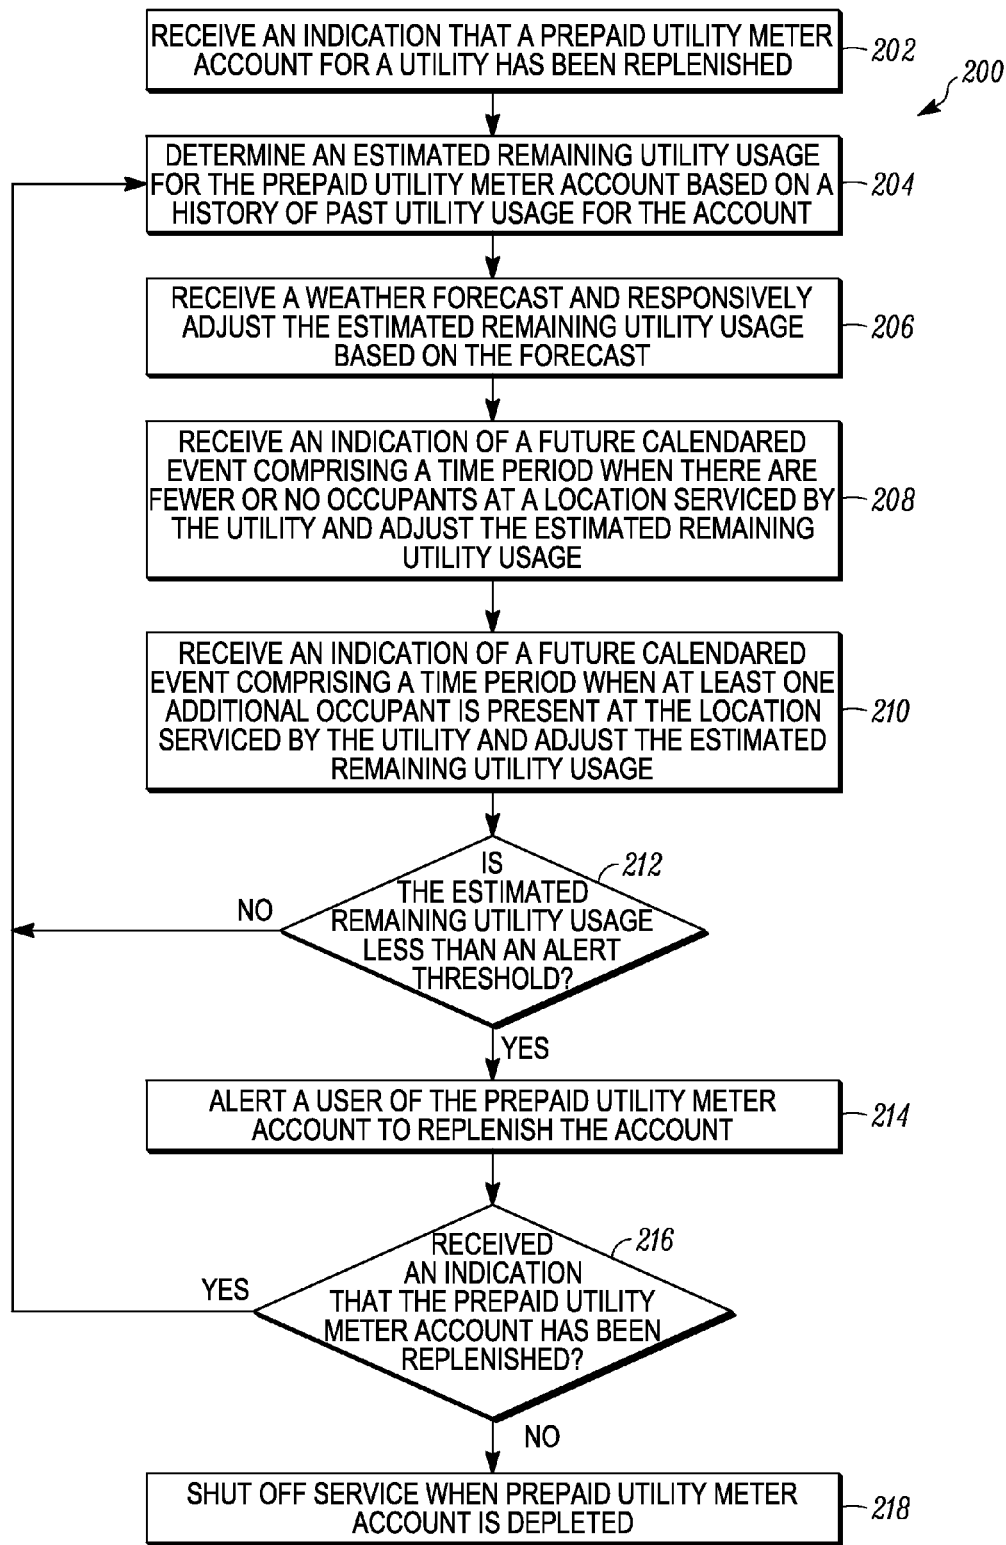 RECEIVE AN INDICATION THAT A PREPAID UTILITY METER
ACCOUNT FOR A UTILITY HAS BEEN REPLENISHED
202
200
DETERMINE AN ESTIMATED REMAINING UTILITY USAGE
FOR THE PREPAID UTILITY METER ACCOUNT BASED ON A
HISTORY OF PAST UTILITY USAGE FOR THE ACCOUNT
204
RECEIVE A WEATHER FORECAST AND RESPONSIVELY
ADJUST THE ESTIMATED REMAINING UTILITY USAGE
BASED ON THE FORECAST
206
RECEIVE AN INDICATION OF A FUTURE CALENDARED
EVENT COMPRISING A TIME PERIOD WHEN THERE ARE
FEWER OR NO OCCUPANTS AT A LOCATION SERVICED BY
THE UTILITY AND ADJUST THE ESTIMATED REMAINING
UTILITY USAGE
208
RECEIVE AN INDICATION OF A FUTURE CALENDARED
EVENT COMPRISING A TIME PERIOD WHEN AT LEAST ONE
ADDITIONAL OCCUPANT IS PRESENT AT THE LOCATION
SERVICED BY THE UTILITY AND ADJUST THE ESTIMATED
REMAINING UTILITY USAGE
210
IS
THE ESTIMATED
REMAINING UTILITY USAGE
LESS THAN AN ALERT
THRESHOLD?
212
NO
YES
ALERT A USER OF THE PREPAID UTILITY METER
ACCOUNT TO REPLENISH THE ACCOUNT
214
RECEIVED
AN INDICATION
THAT THE PREPAID UTILITY
METER ACCOUNT HAS BEEN
REPLENISHED?
216
YES
NO
SHUT OFF SERVICE WHEN PREPAID UTILITY METER
ACCOUNT IS DEPLETED
218